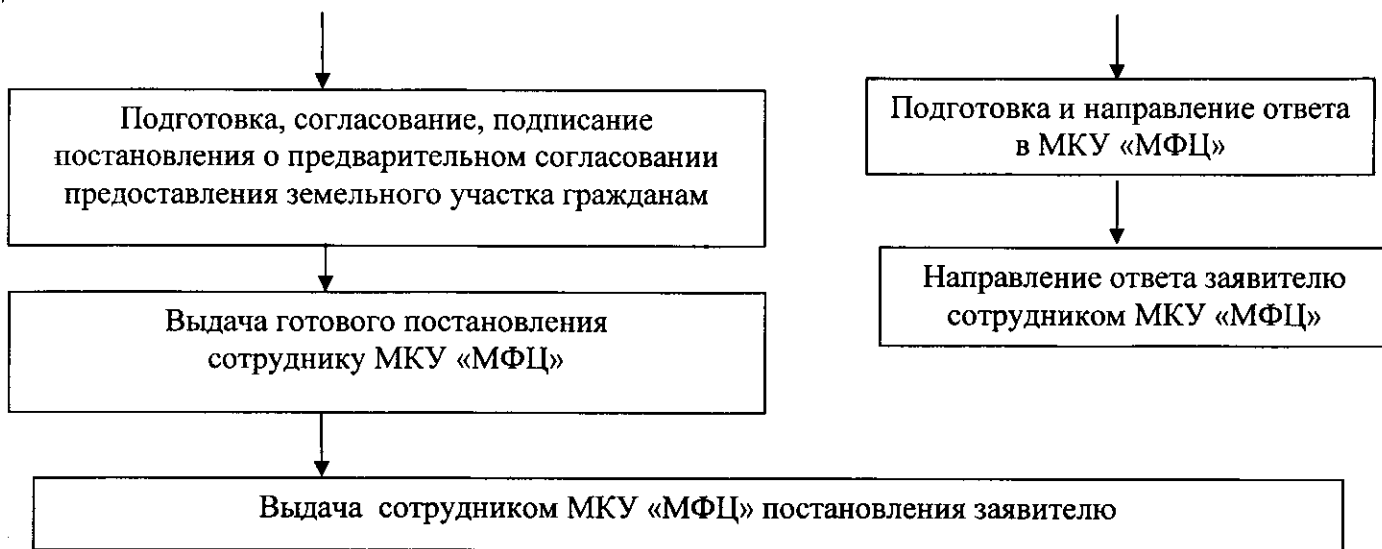 Подготовка, согласование, подписание
постановления о предварительном согласовании
предоставления земельного участка гражданам
Выдача готового постановления
сотруднику МКУ «МФЦ»
Подготовка и направление ответа
в МКУ «МФЦ»
Направление ответа заявителю
сотрудником МКУ «МФЦ»
Выдача сотрудником МКУ «МФЦ» постановления заявителю